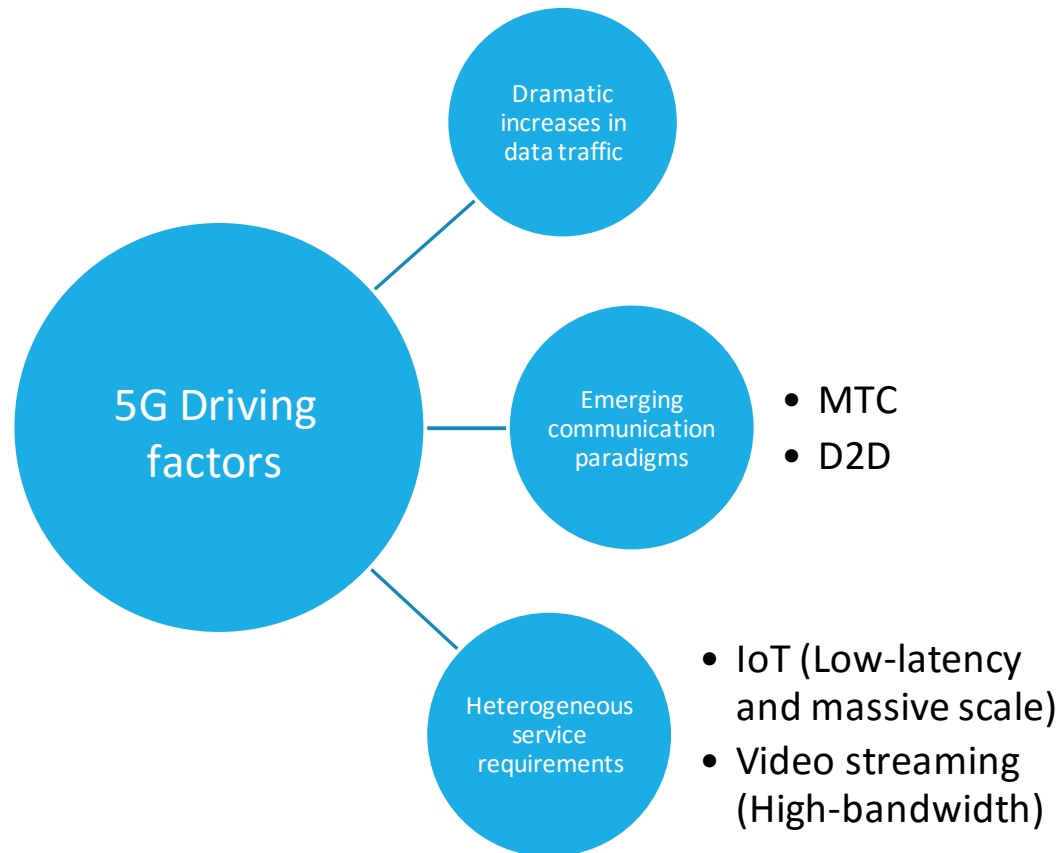 Dramatic
increases in
data traffic
5G Driving
factors
Emerging
communication
paradigms
• MTC
• D2D
Heterogeneous
service
requirements
• IoT (Low-latency
and massive scale)
• Video streaming
(High-bandwidth)